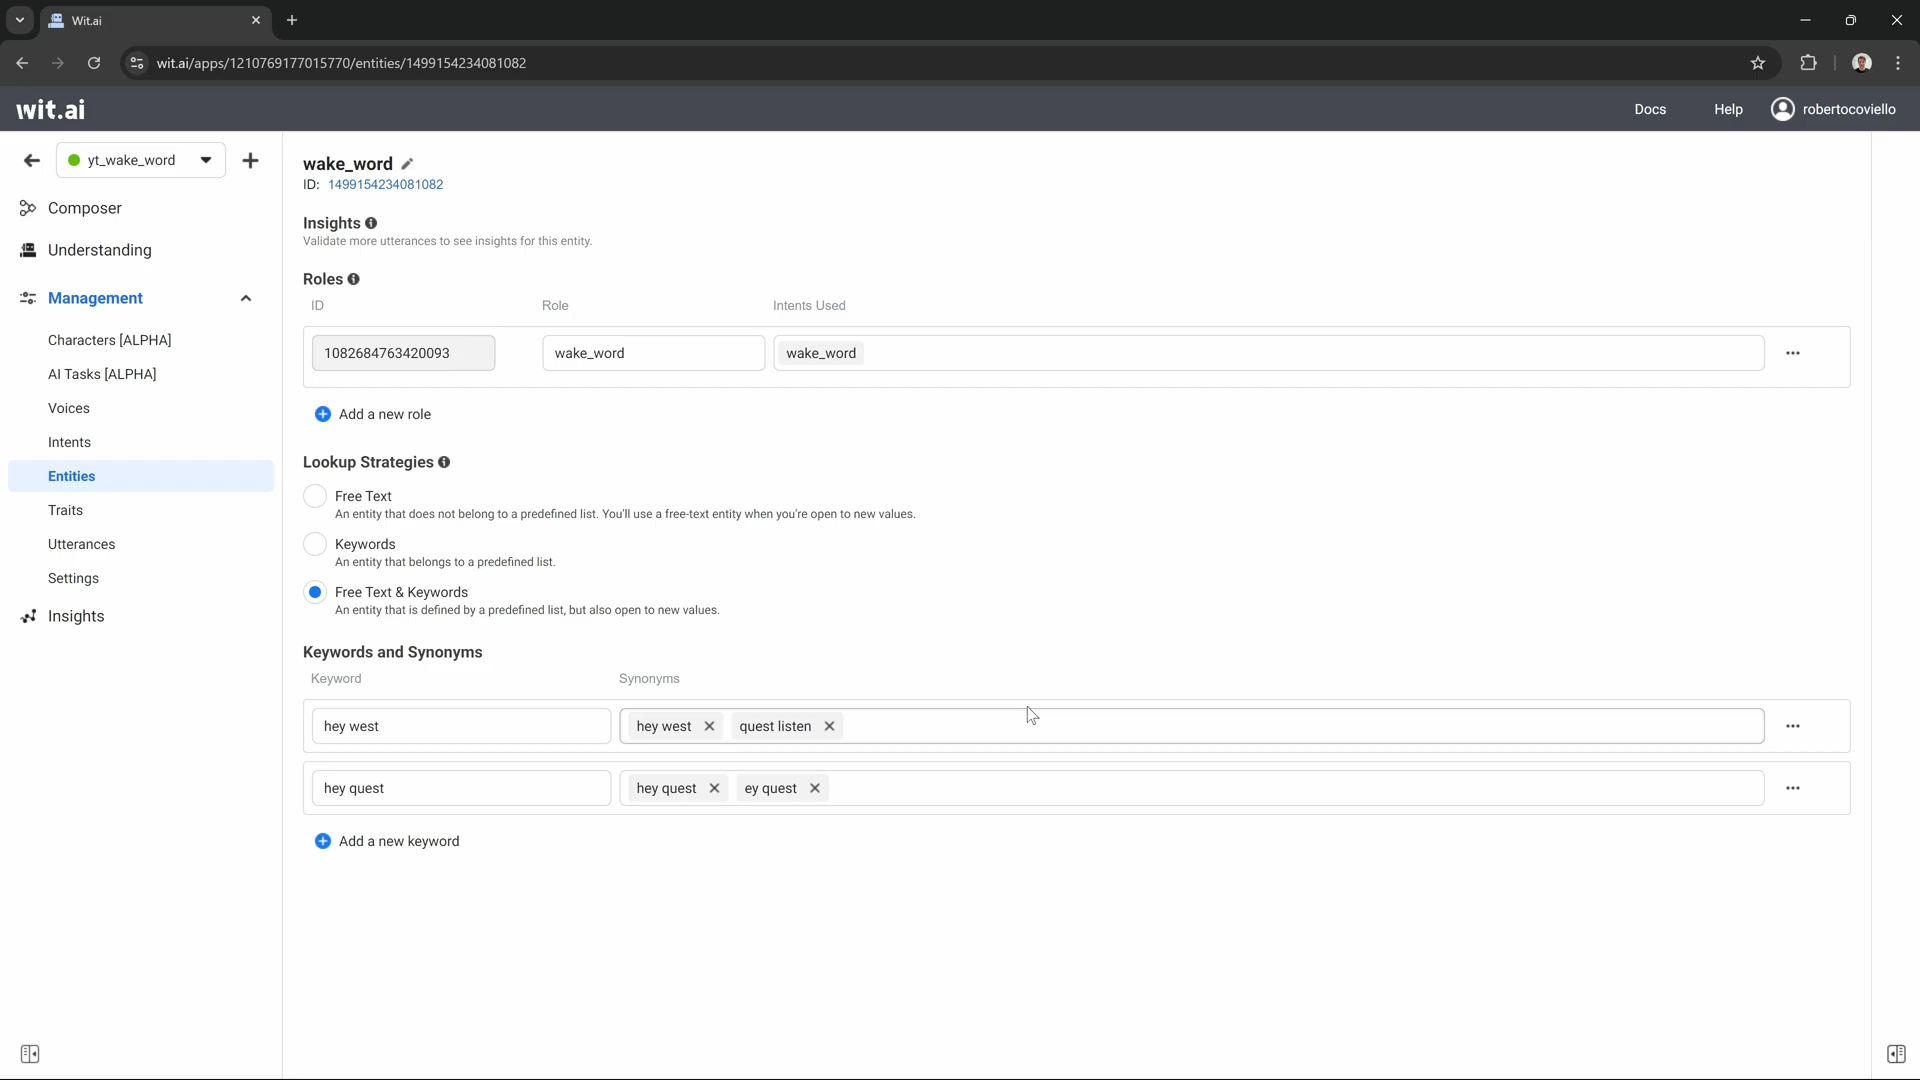 Wit.ai
wit.ai/apps/1210769177015770/entities/1499154234081082
wit.ai
Docs
Help
robertocoviello
yt_wake_word
Composer
Understanding
Management
Characters [ALPHA]
AI Tasks [ALPHA]
Voices
Intents
Entities
Traits
Utterances
Settings
Insights
wake_word
ID: 1499154234081082
Insights
Validate more utterances to see insights for this entity.
Roles
ID Role Intents Used
1082684763420093 wake_word wake_word
Add a new role
Lookup Strategies
Free Text
An entity that does not belong to a predefined list. You'll use a free-text entity when you're open to new values.
Keywords
An entity that belongs to a predefined list.
Free Text & Keywords
An entity that is defined by a predefined list, but also open to new values.
Keywords and Synonyms
Keyword Synonyms
hey west hey west quest listen
hey quest hey quest ey quest
Add a new keyword